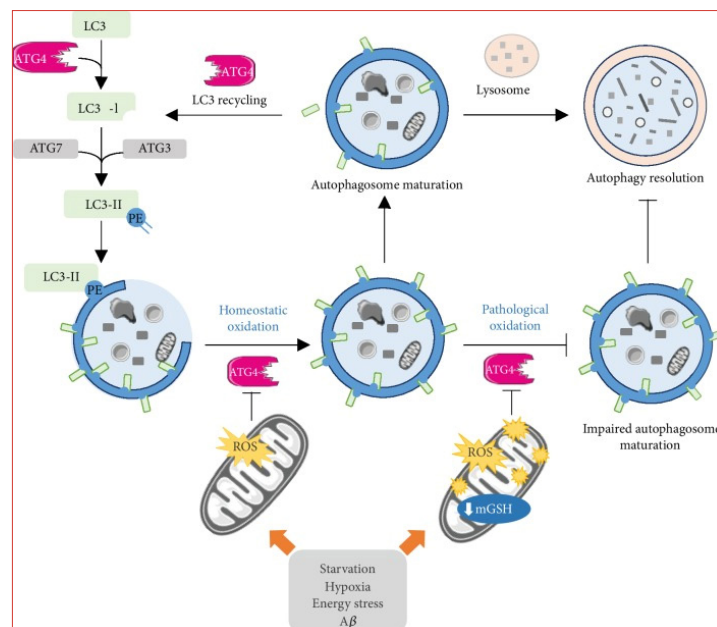 LC3
ATG4
LC3 -l
ATG7
ATG3
LC3-II
PE
LC3-II
PE
ATG4
LC3 recycling
Autophagosome maturation
Lysosome
Autophagy resolution
Homeostatic
oxidation
ATG4
ROS
Pathological
oxidation
ATG4
ROS
mGSH
Impaired autophagosome
maturation
Starvation
Hypoxia
Energy stress
Aβ